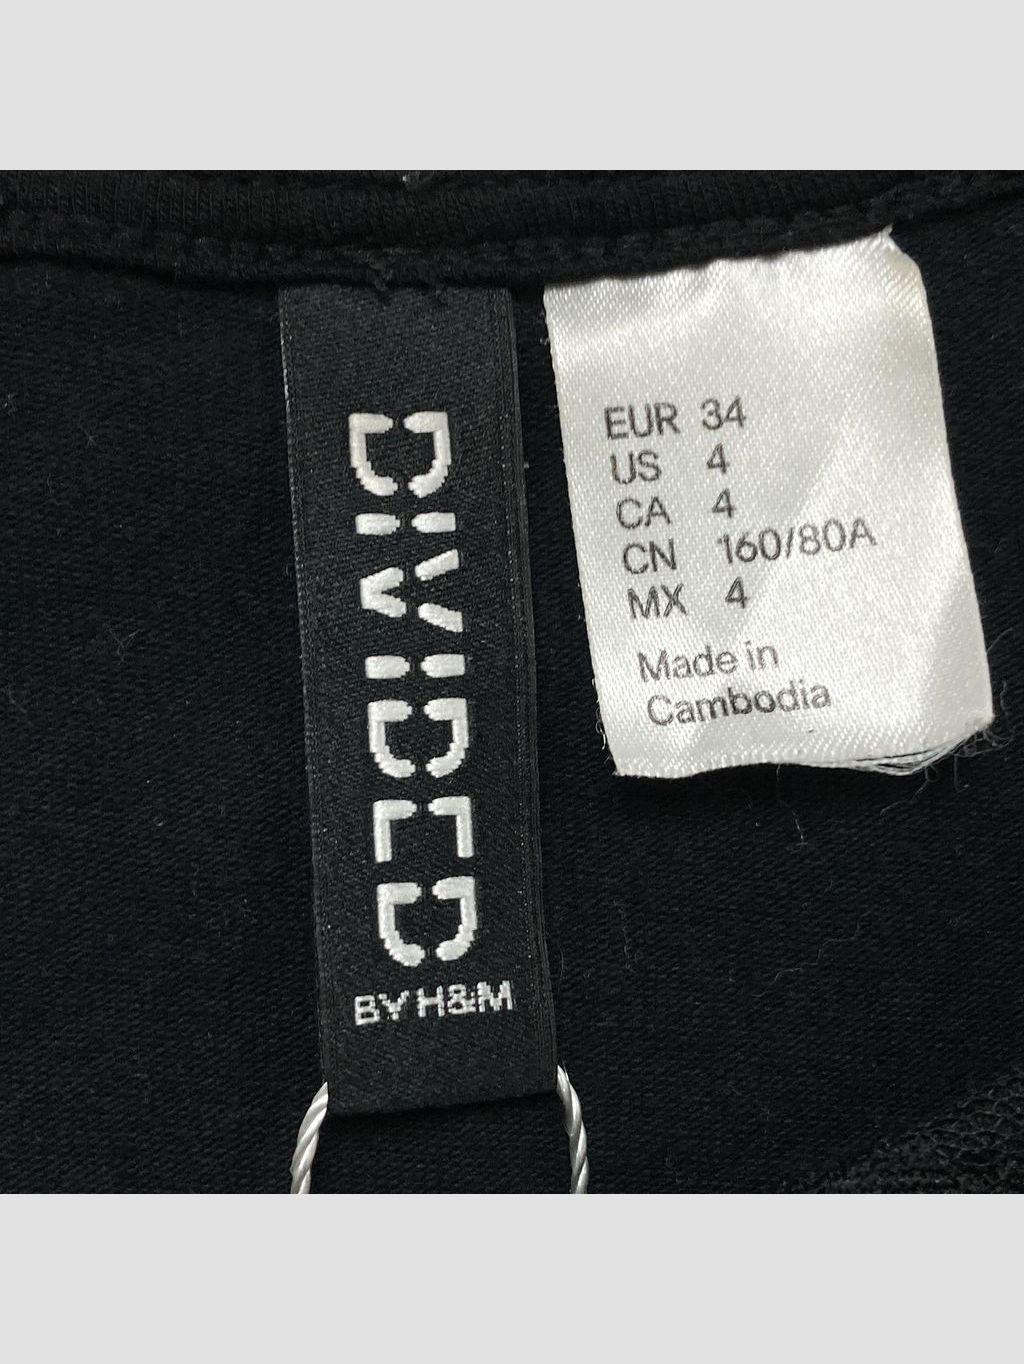 DIVIDED
BY H&M
EUR 34
US 4
CA 4
CN 160/80A
MX 4
Made in
Cambodia